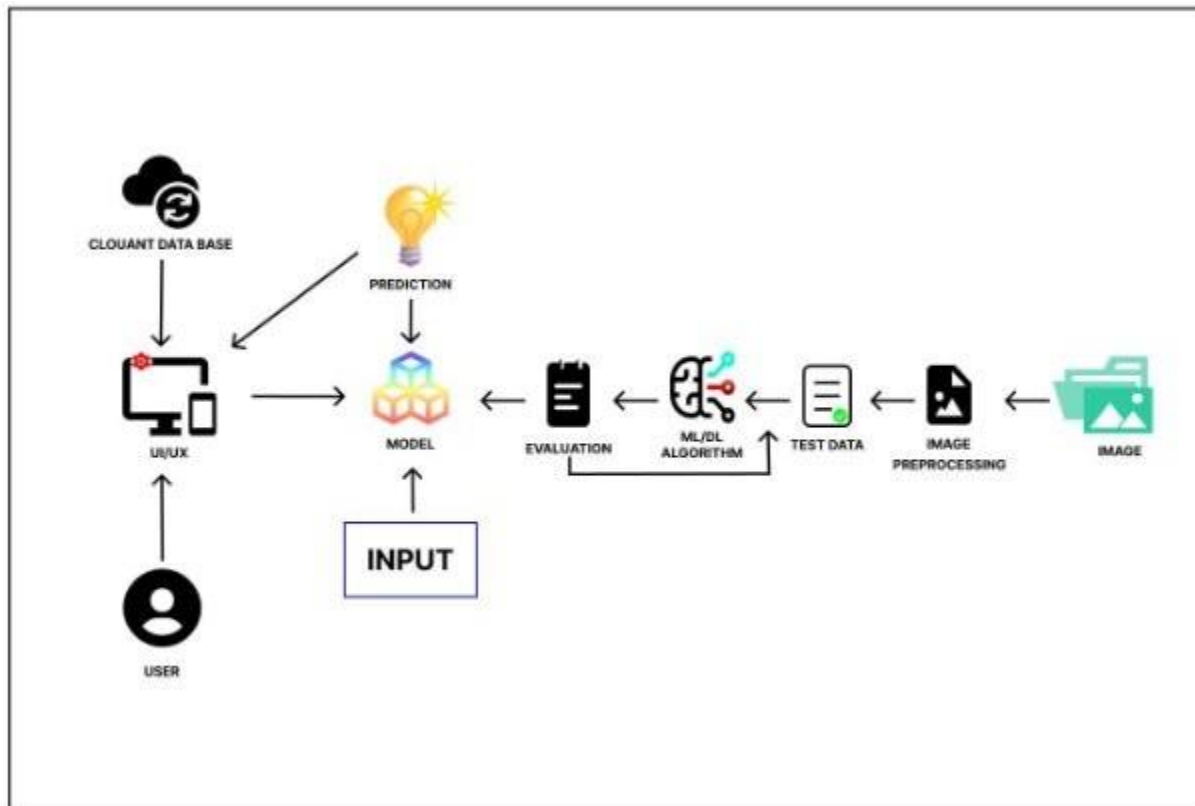 CLOUANT DATA BASE
PREDICTION
UI/UX
MODEL
EVALUATION
ML/DL
ALGORITHM
TEST DATA
IMAGE
PREPROCESSING
IMAGE
INPUT
USER